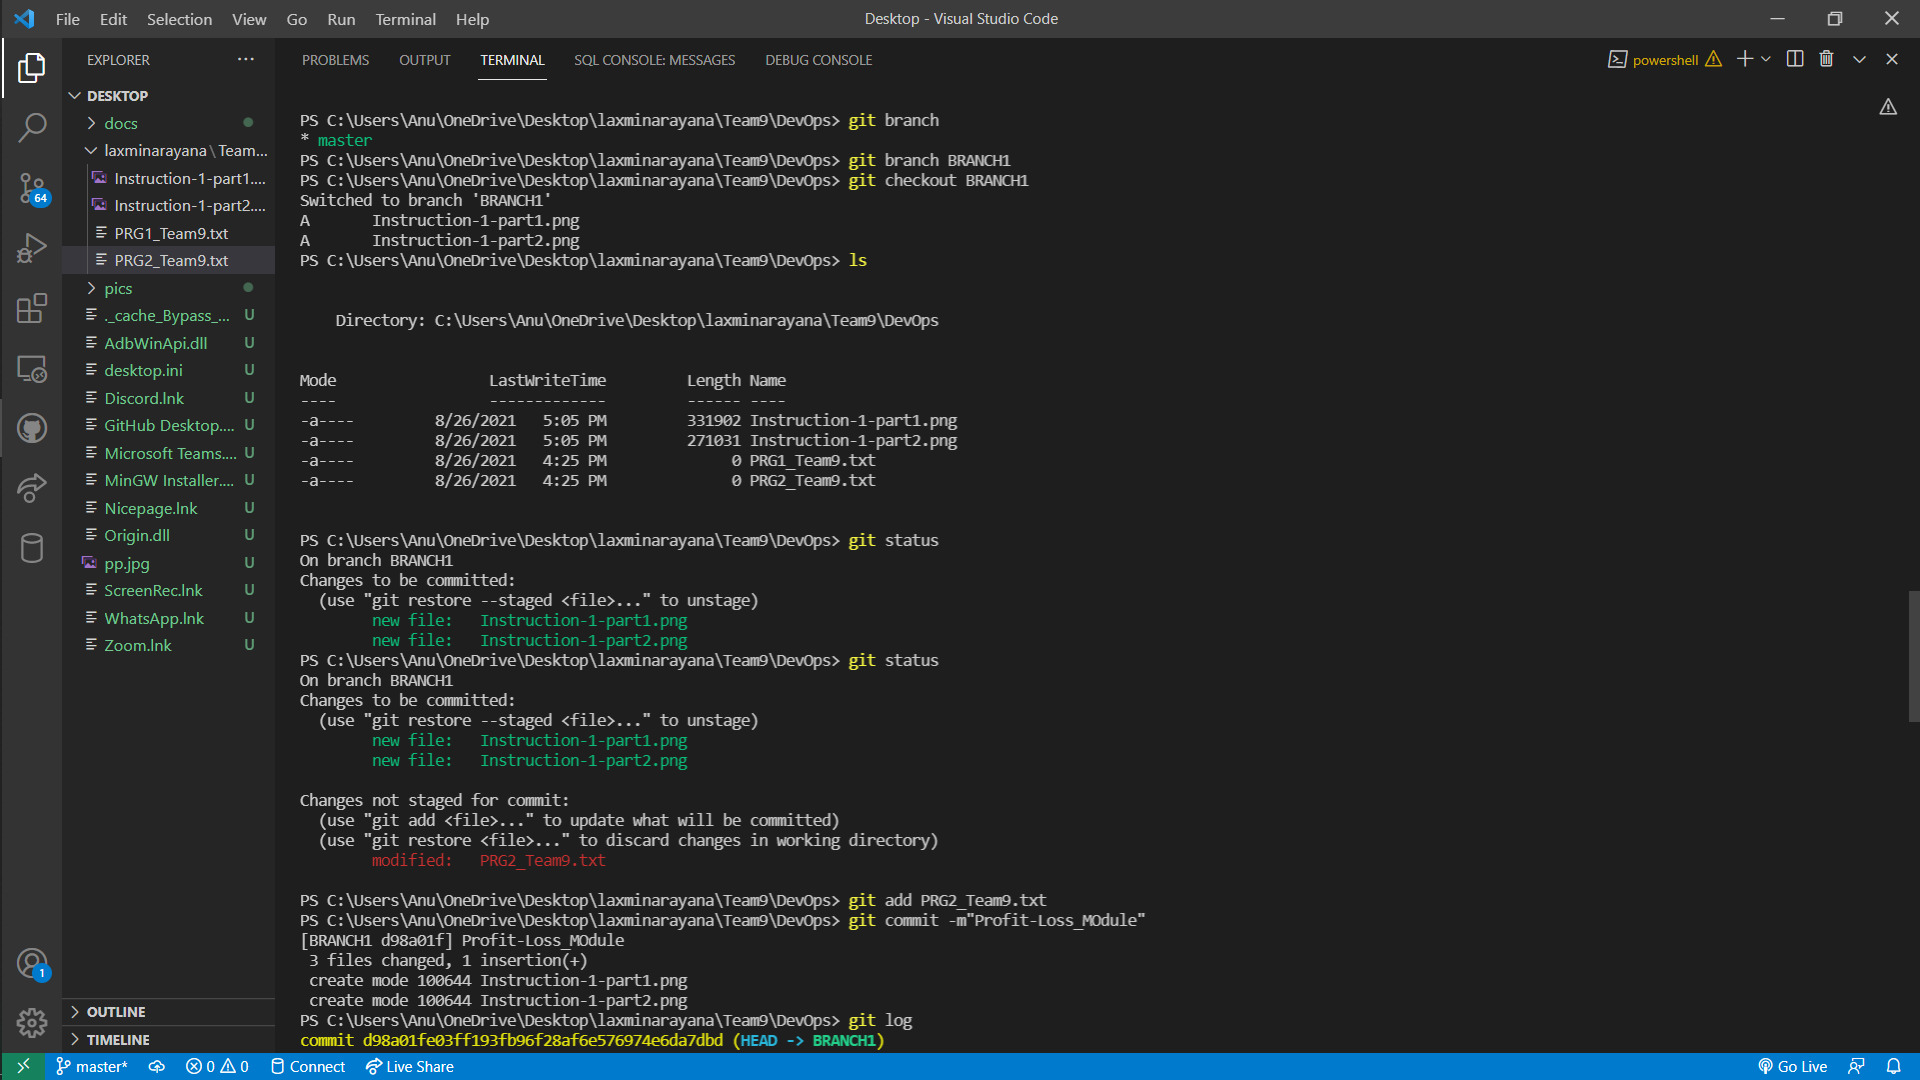 File Edit Selection View Go Run Terminal Help
Desktop - Visual Studio Code
EXPLORER
DESKTOP
docs
laxminarayana\Team...
Instruction-1-part1....
Instruction-1-part2....
PRG1_Team9.txt
PRG2_Team9.txt
pics
._cache_Bypass_... U
AdbWinApi.dll U
desktop.ini U
Discord.lnk U
GitHub Desktop.... U
Microsoft Teams.... U
MinGW Installer.... U
Nicepage.lnk U
Origin.dll U
pp.jpg U
ScreenRec.lnk U
WhatsApp.lnk U
Zoom.lnk U
OUTLINE
TIMELINE
64
1
PROBLEMS OUTPUT TERMINAL SQL CONSOLE: MESSAGES DEBUG CONSOLE
powershell
PS C:\Users\Anu\OneDrive\Desktop\laxminarayana\Team9\DevOps> git branch
* master
PS C:\Users\Anu\OneDrive\Desktop\laxminarayana\Team9\DevOps> git branch BRANCH1
PS C:\Users\Anu\OneDrive\Desktop\laxminarayana\Team9\DevOps> git checkout BRANCH1
Switched to branch 'BRANCH1'
A Instruction-1-part1.png
A Instruction-1-part2.png
PS C:\Users\Anu\OneDrive\Desktop\laxminarayana\Team9\DevOps> ls
Directory: C:\Users\Anu\OneDrive\Desktop\laxminarayana\Team9\DevOps
Mode LastWriteTime Length Name
---- ------------- ------ ----
-a---- 8/26/2021 5:05 PM 331902 Instruction-1-part1.png
-a---- 8/26/2021 5:05 PM 271031 Instruction-1-part2.png
-a---- 8/26/2021 4:25 PM 0 PRG1_Team9.txt
-a---- 8/26/2021 4:25 PM 0 PRG2_Team9.txt
PS C:\Users\Anu\OneDrive\Desktop\laxminarayana\Team9\DevOps> git status
On branch BRANCH1
Changes to be committed:
(use "git restore --staged <file>..." to unstage)
new file: Instruction-1-part1.png
new file: Instruction-1-part2.png
PS C:\Users\Anu\OneDrive\Desktop\laxminarayana\Team9\DevOps> git status
On branch BRANCH1
Changes to be committed:
(use "git restore --staged <file>..." to unstage)
new file: Instruction-1-part1.png
new file: Instruction-1-part2.png
Changes not staged for commit:
(use "git add <file>..." to update what will be committed)
(use "git restore <file>..." to discard changes in working directory)
modified: PRG2_Team9.txt
PS C:\Users\Anu\OneDrive\Desktop\laxminarayana\Team9\DevOps> git add PRG2_Team9.txt
PS C:\Users\Anu\OneDrive\Desktop\laxminarayana\Team9\DevOps> git commit -m"Profit-Loss_MOdule"
[BRANCH1 d98a01f] Profit-Loss_MOdule
3 files changed, 1 insertion(+)
create mode 100644 Instruction-1-part1.png
create mode 100644 Instruction-1-part2.png
PS C:\Users\Anu\OneDrive\Desktop\laxminarayana\Team9\DevOps> git log
commit d98a01fe03ff193fb96f28af6e576974e6da7dbd (HEAD -> BRANCH1)
master* 0 0 Connect Live Share Go Live